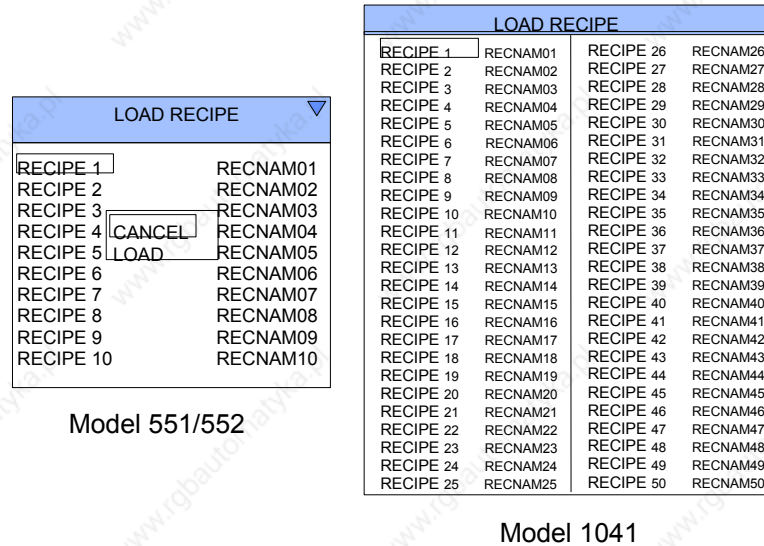 LOAD RECIPE
RECIPE 1 RECNAM01
RECIPE 2 RECNAM02
RECIPE 3 RECNAM03
RECIPE 4 CANCEL RECNAM04
RECIPE 5 LOAD RECNAM05
RECIPE 6 RECNAM06
RECIPE 7 RECNAM07
RECIPE 8 RECNAM08
RECIPE 9 RECNAM09
RECIPE 10 RECNAM10
Model 551/552
LOAD RECIPE
RECIPE 1 RECNAM01 RECIPE 26 RECNAM26
RECIPE 2 RECNAM02 RECIPE 27 RECNAM27
RECIPE 3 RECNAM03 RECIPE 28 RECNAM28
RECIPE 4 RECNAM04 RECIPE 29 RECNAM29
RECIPE 5 RECNAM05 RECIPE 30 RECNAM30
RECIPE 6 RECNAM06 RECIPE 31 RECNAM31
RECIPE 7 RECNAM07 RECIPE 32 RECNAM32
RECIPE 8 RECNAM08 RECIPE 33 RECNAM33
RECIPE 9 RECNAM09 RECIPE 34 RECNAM34
RECIPE 10 RECNAM10 RECIPE 35 RECNAM35
RECIPE 11 RECNAM11 RECIPE 36 RECNAM36
RECIPE 12 RECNAM12 RECIPE 37 RECNAM37
RECIPE 13 RECNAM13 RECIPE 38 RECNAM38
RECIPE 14 RECNAM14 RECIPE 39 RECNAM39
RECIPE 15 RECNAM15 RECIPE 40 RECNAM40
RECIPE 16 RECNAM16 RECIPE 41 RECNAM41
RECIPE 17 RECNAM17 RECIPE 42 RECNAM42
RECIPE 18 RECNAM18 RECIPE 43 RECNAM43
RECIPE 19 RECNAM19 RECIPE 44 RECNAM44
RECIPE 20 RECNAM20 RECIPE 45 RECNAM45
RECIPE 21 RECNAM21 RECIPE 46 RECNAM46
RECIPE 22 RECNAM22 RECIPE 47 RECNAM47
RECIPE 23 RECNAM23 RECIPE 48 RECNAM48
RECIPE 24 RECNAM24 RECIPE 49 RECNAM49
RECIPE 25 RECNAM25 RECIPE 50 RECNAM50
Model 1041
www.rgbautomatyka.pl